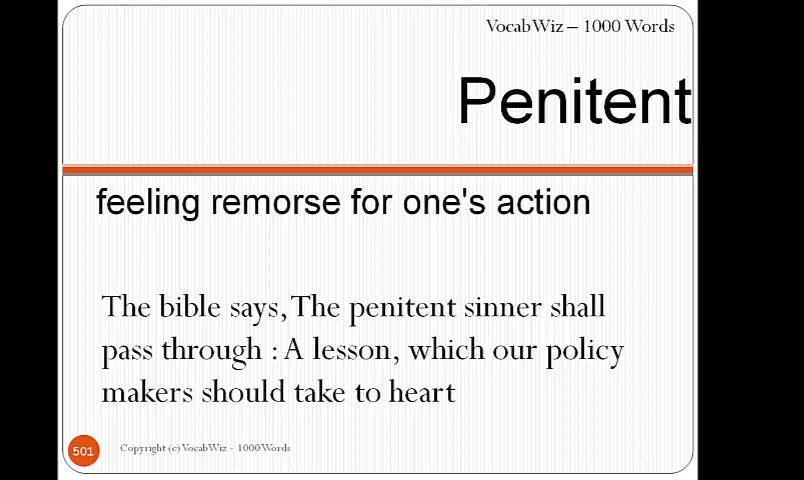 VocabWiz – 1000 Words
Penitent
feeling remorse for one's action
The bible says, The penitent sinner shall
pass through : A lesson, which our policy
makers should take to heart
501
Copyright (c) VocabWiz - 1000 Words